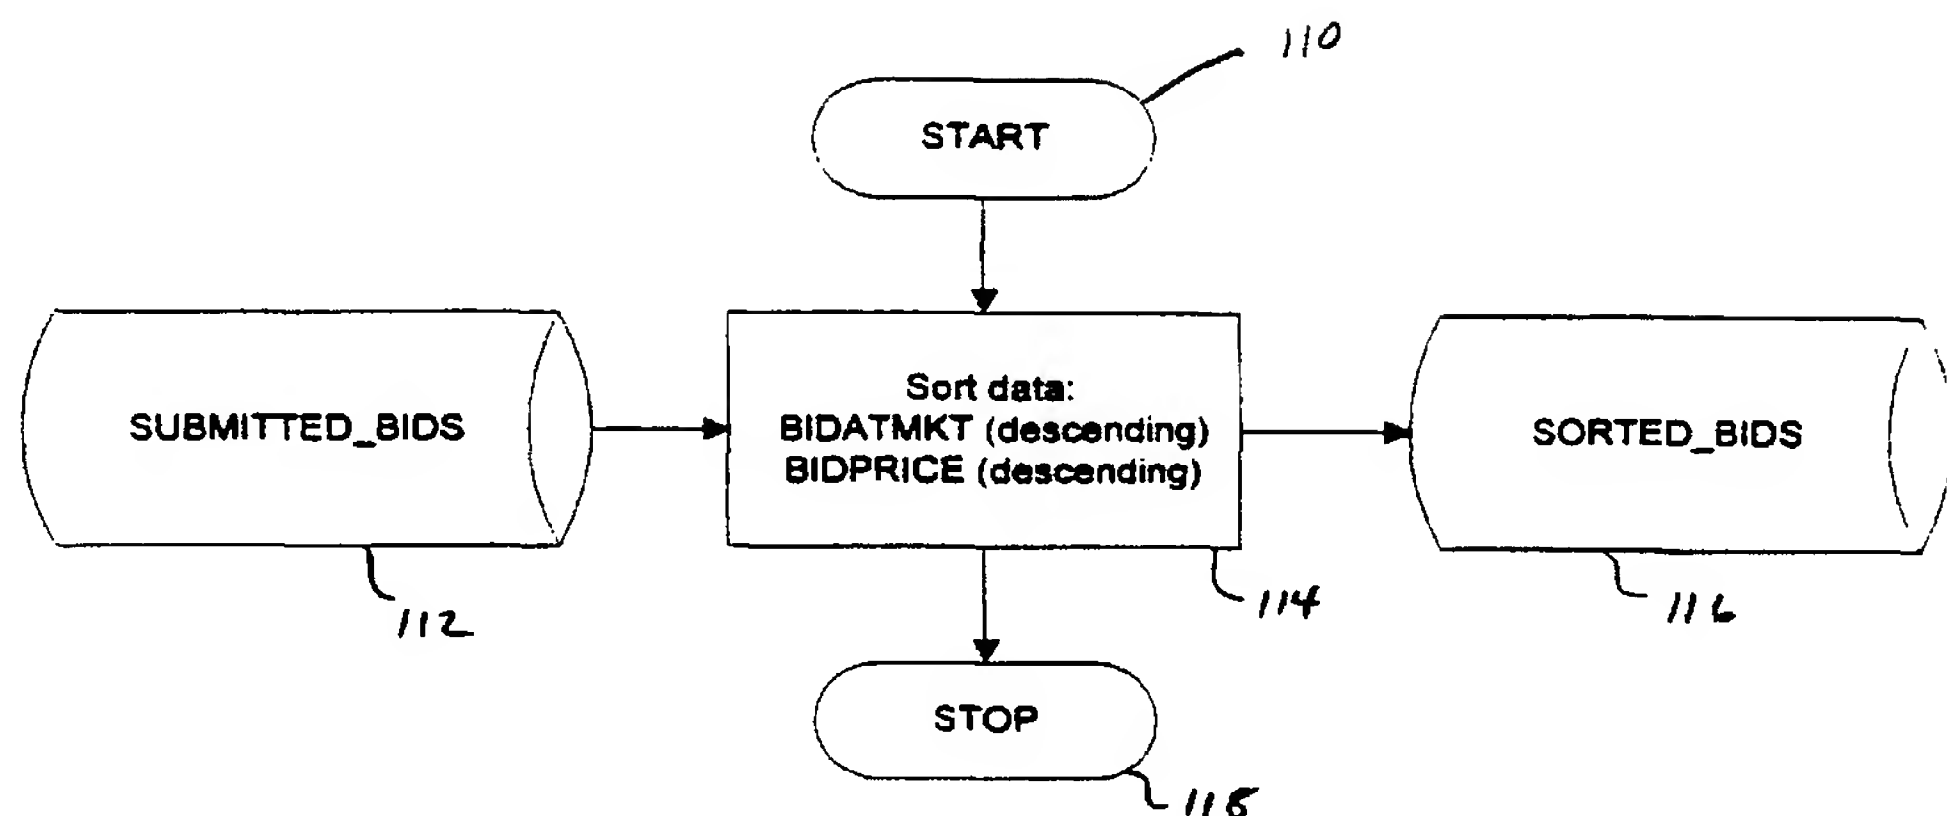 110
START
Sort data:
BIDATMKT (descending)
BIDPRICE (descending)
SUBMITTED_BIDS
SORTED_BIDS
112
114
116
STOP
118